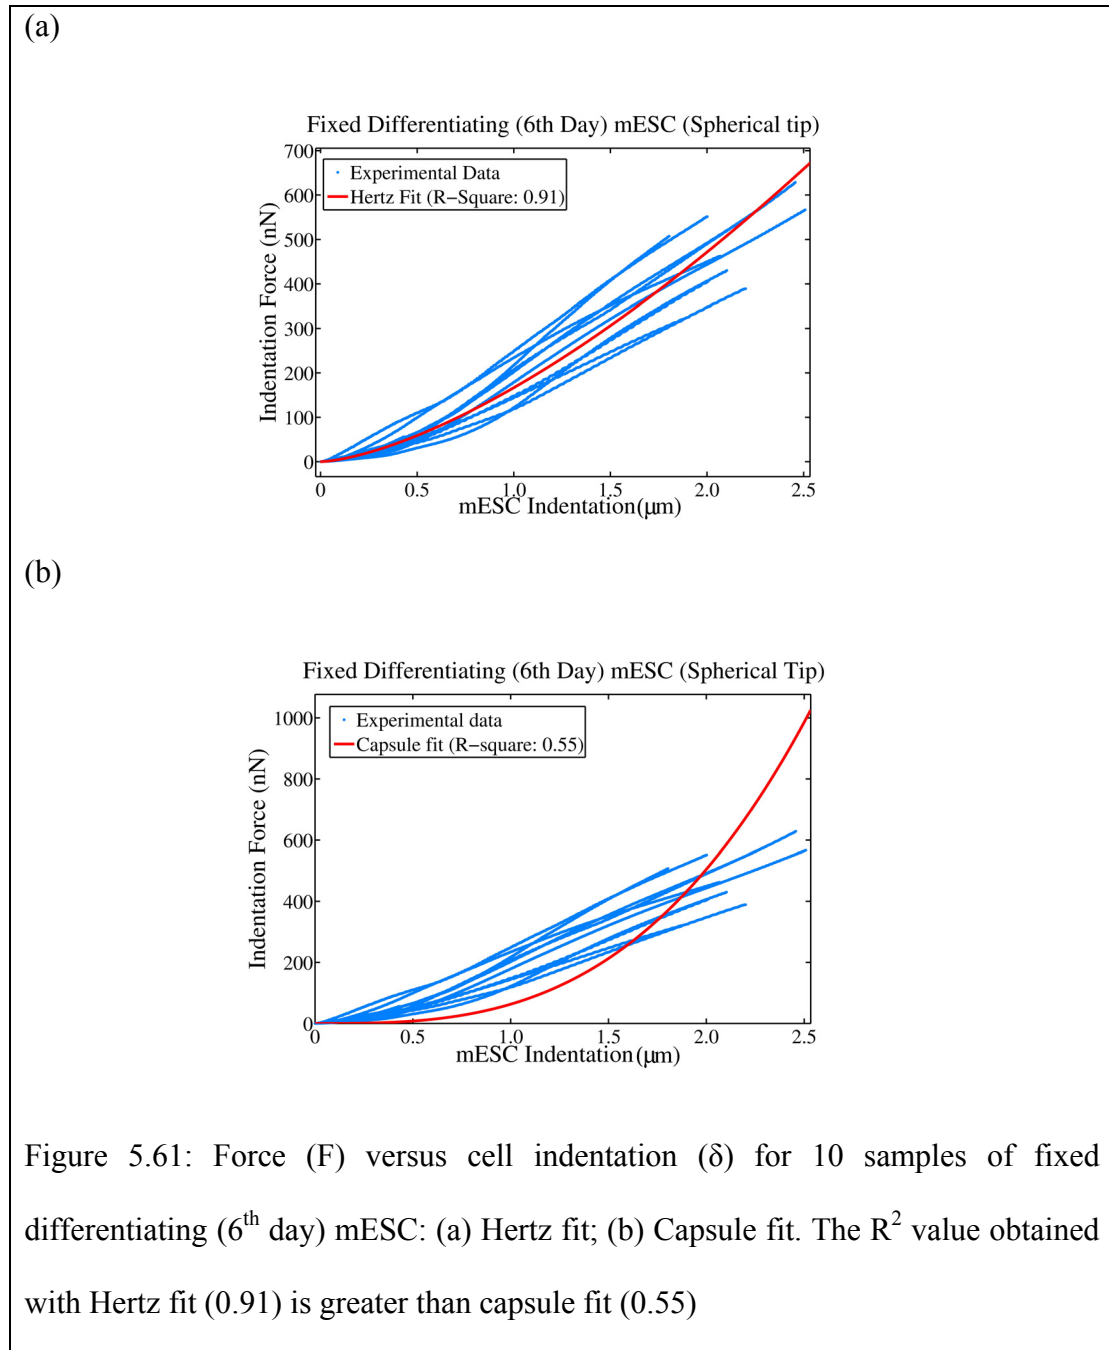 (a)
Fixed Differentiating (6th Day) mESC (Spherical tip)
Experimental Data
Hertz Fit (R−Square: 0.91)
700
600
500
400
300
200
100
0
Indentation Force (nN)
0 0.5 1.0 1.5 2.0 2.5
mESC Indentation(μm)
(b)
Fixed Differentiating (6th Day) mESC (Spherical Tip)
Experimental data
Capsule fit (R−square: 0.55)
1000
800
600
400
200
0
Indentation Force (nN)
0 0.5 1.0 1.5 2.0 2.5
mESC Indentation(μm)
Figure 5.61: Force (F) versus cell indentation (δ) for 10 samples of fixed
differentiating (6th day) mESC: (a) Hertz fit; (b) Capsule fit. The R2 value obtained
with Hertz fit (0.91) is greater than capsule fit (0.55)